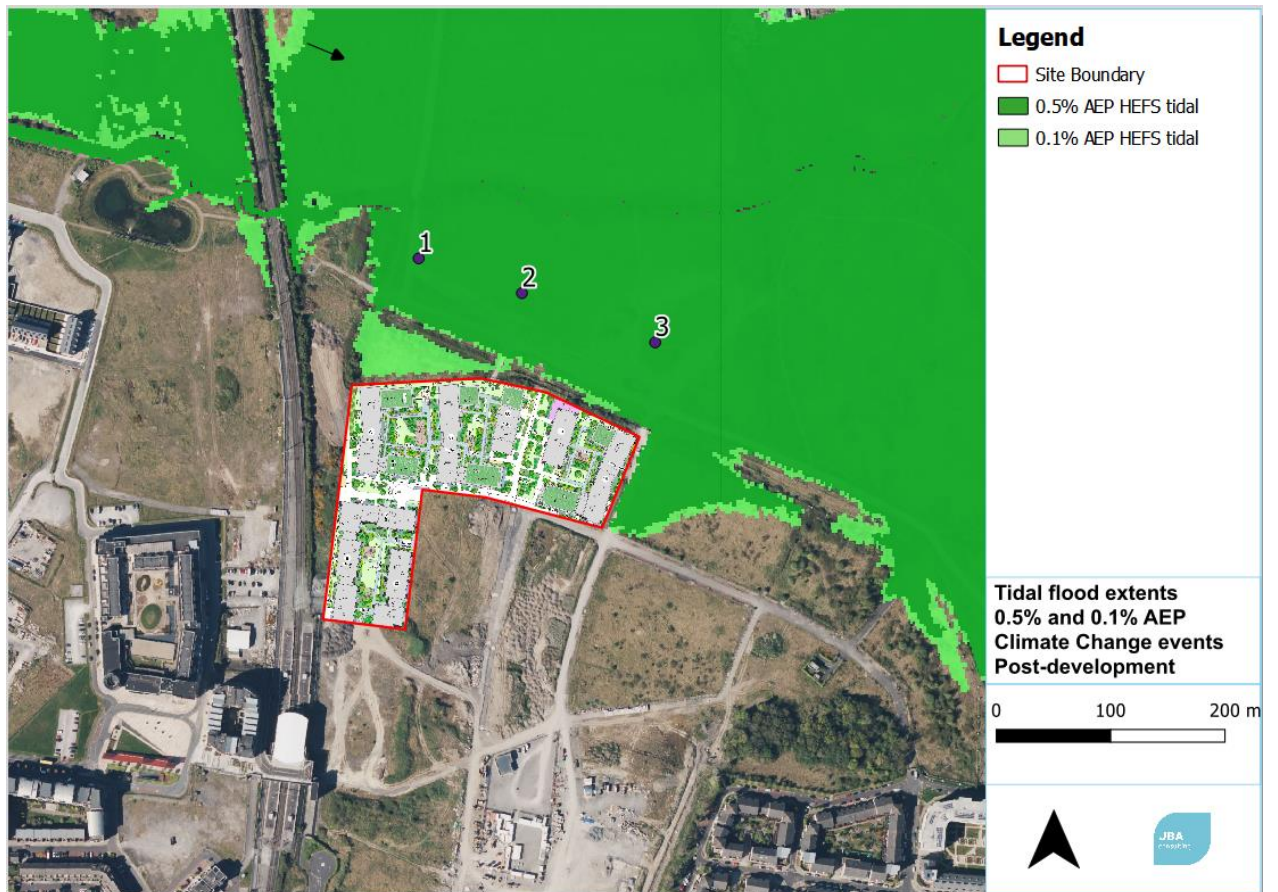 Legend
Site Boundary
0.5% AEP HEFS tidal
0.1% AEP HEFS tidal
1
2
3
Tidal flood extents
0.5% and 0.1% AEP
Climate Change events
Post-development
0 100 200 m
JBA
consulting